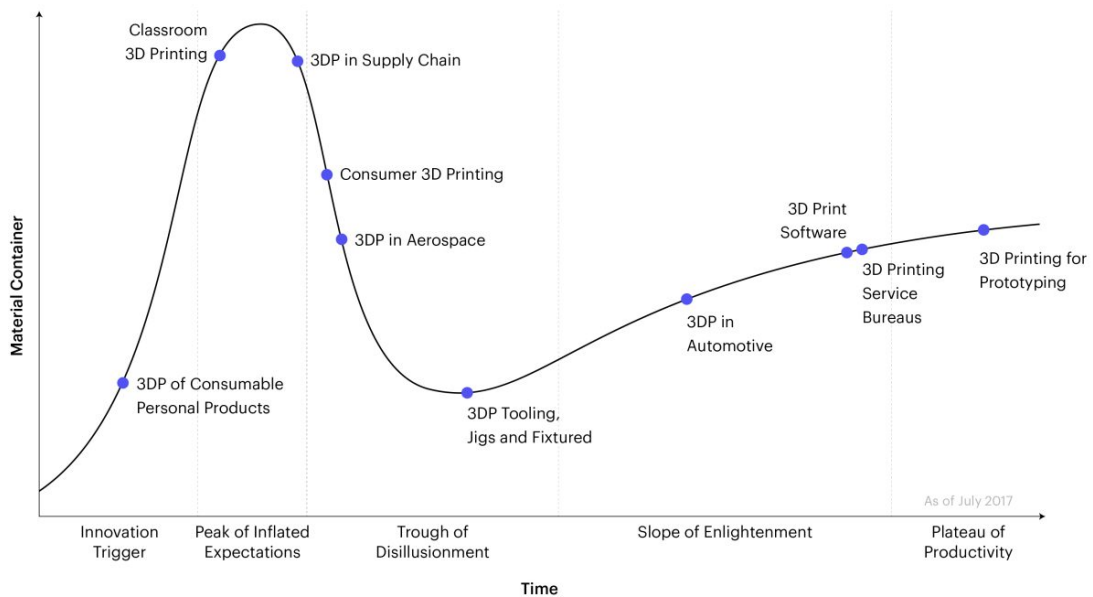 Classroom
3D Printing
3DP in Supply Chain
Consumer 3D Printing
3DP in Aerospace
3DP of Consumable
Personal Products
3DP Tooling,
Jigs and Fixtured
3DP in
Automotive
3D Print
Software
3D Printing
Service
Bureaus
3D Printing for
Prototyping
Material Container
As of July 2017
Innovation
Trigger
Peak of Inflated
Expectations
Trough of
Disillusionment
Slope of Enlightenment
Plateau of
Productivity
Time